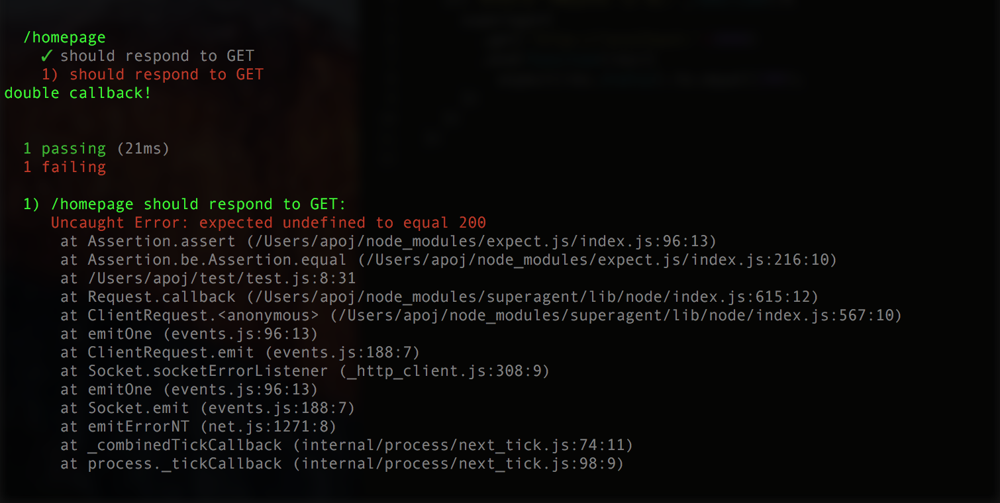 /homepage
✓ should respond to GET
1) should respond to GET
double callback!
1 passing (21ms)
1 failing
1) /homepage should respond to GET:
Uncaught Error: expected undefined to equal 200
at Assertion.assert (/Users/apoj/node_modules/expect.js/index.js:96:13)
at Assertion.be.Assertion.equal (/Users/apoj/node_modules/expect.js/index.js:216:10)
at /Users/apoj/test/test.js:8:31
at Request.callback (/Users/apoj/node_modules/superagent/lib/node/index.js:615:12)
at ClientRequest.<anonymous> (/Users/apoj/node_modules/superagent/lib/node/index.js:567:10)
at emitOne (events.js:96:13)
at ClientRequest.emit (events.js:188:7)
at Socket.socketErrorListener (_http_client.js:308:9)
at emitOne (events.js:96:13)
at Socket.emit (events.js:188:7)
at emitErrorNT (net.js:1271:8)
at _combinedTickCallback (internal/process/next_tick.js:74:11)
at process._tickCallback (internal/process/next_tick.js:98:9)